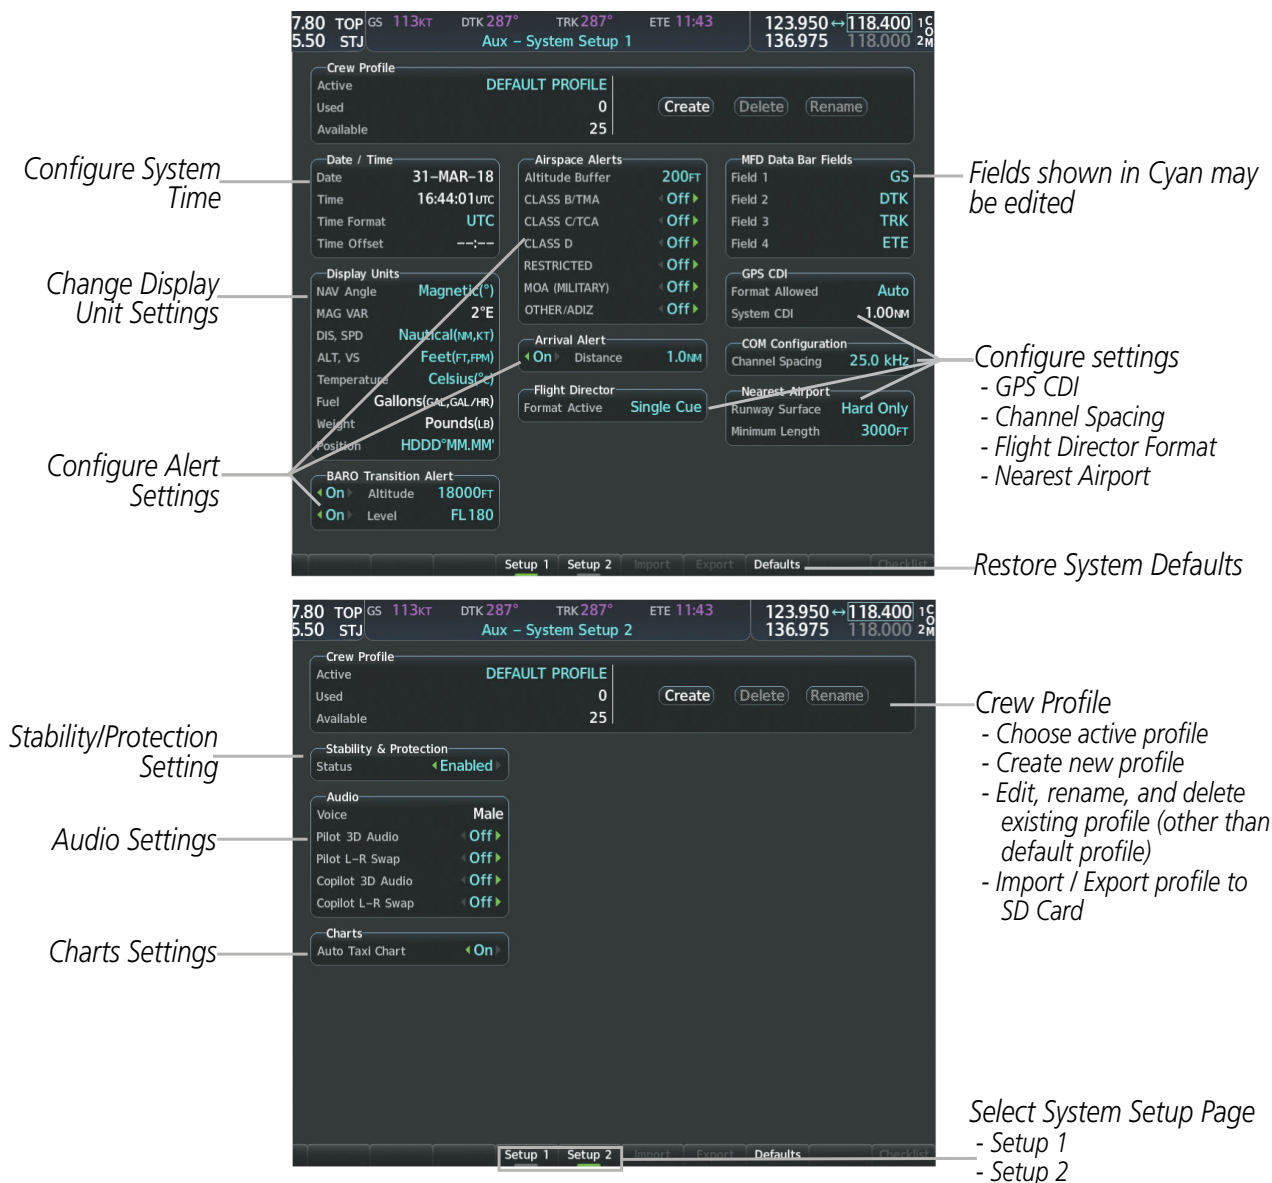 7.80 TOP GS 113KT DTK 287° TRK 287° ETE 11:43 123.950 ↔ 118.400 1 C
5.50 STJ Aux – System Setup 1 136.975 118.000 2 O M
Crew Profile
Active DEFAULT PROFILE
Used 0 Create Delete Rename
Available 25
Configure System
Time
Date / Time
Date 31–MAR–18
Time 16:44:01UTC
Time Format UTC
Time Offset --:--
Airspace Alerts
Altitude Buffer 200FT
CLASS B/TMA Off
CLASS C/TCA Off
CLASS D Off
RESTRICTED Off
MOA (MILITARY) Off
OTHER/ADIZ Off
MFD Data Bar Fields
Field 1 GS
Field 2 DTK
Field 3 TRK
Field 4 ETE
Fields shown in Cyan may
be edited
Change Display
Unit Settings
Display Units
NAV Angle Magnetic(°)
MAG VAR 2°E
DIS, SPD Nautical(NM,KT)
ALT, VS Feet(FT,FPM)
Temperature Celsius(°C)
Fuel Gallons(GAL,GAL/HR)
Weight Pounds(LB)
Position HDDD°MM.MM'
Arrival Alert
On Distance 1.0NM
Flight Director
Format Active Single Cue
GPS CDI
Format Allowed Auto
System CDI 1.00NM
COM Configuration
Channel Spacing 25.0 kHz
Nearest Airport
Runway Surface Hard Only
Minimum Length 3000FT
Configure settings
- GPS CDI
- Channel Spacing
- Flight Director Format
- Nearest Airport
Configure Alert
Settings
BARO Transition Alert
On Altitude 18000FT
On Level FL180
Setup 1 Setup 2 Import Export Defaults Checklist
Restore System Defaults
7.80 TOP GS 113KT DTK 287° TRK 287° ETE 11:43 123.950 ↔ 118.400 1 C
5.50 STJ Aux – System Setup 2 136.975 118.000 2 O M
Crew Profile
Active DEFAULT PROFILE
Used 0 Create Delete Rename
Available 25
Crew Profile
- Choose active profile
- Create new profile
- Edit, rename, and delete
existing profile (other than
default profile)
- Import / Export profile to
SD Card
Stability/Protection
Setting
Stability & Protection
Status Enabled
Audio Settings
Audio
Voice Male
Pilot 3D Audio Off
Pilot L–R Swap Off
Copilot 3D Audio Off
Copilot L–R Swap Off
Charts Settings
Charts
Auto Taxi Chart On
Setup 1 Setup 2 Import Export Defaults Checklist
Select System Setup Page
- Setup 1
- Setup 2